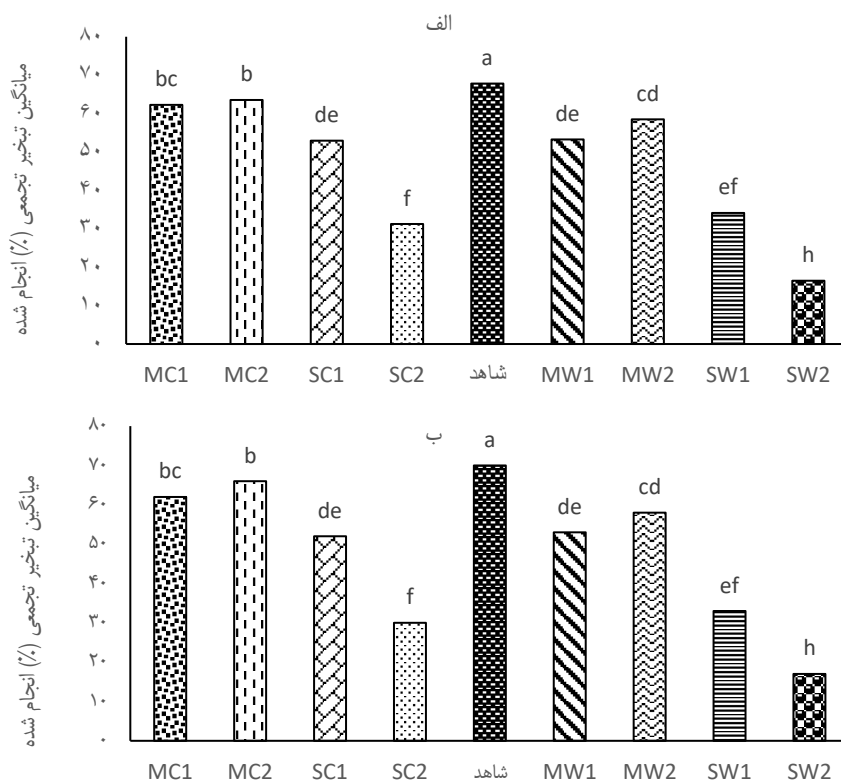 الف
میانگین تبخیر تجمعی (٪) انجام شده
۸۰
۷۰
۶۰
۵۰
۴۰
۳۰
۲۰
۱۰
۰
bc
b
de
f
a
de
cd
ef
h
MC1 MC2 SC1 SC2 شاهد MW1 MW2 SW1 SW2
ب
میانگین تبخیر تجمعی (٪) انجام شده
۸۰
۷۰
۶۰
۵۰
۴۰
۳۰
۲۰
۱۰
۰
bc
b
de
f
a
de
cd
ef
h
MC1 MC2 SC1 SC2 شاهد MW1 MW2 SW1 SW2